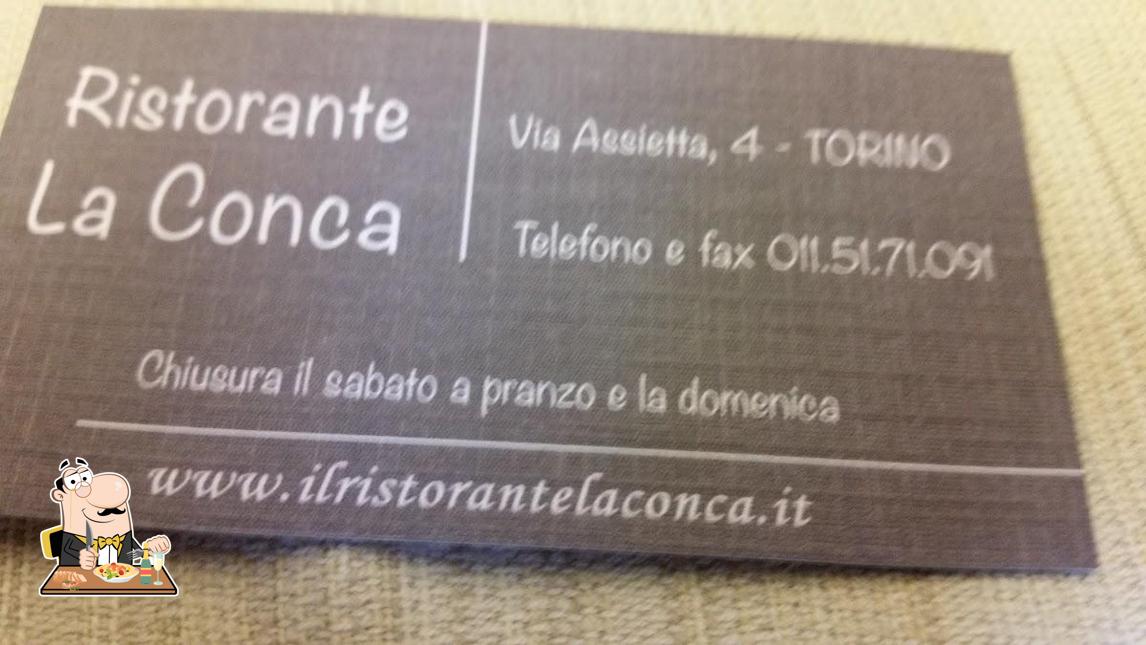 Ristorante
La Conca
Via Assietta, 4 - TORINO
Telefono e fax 011.51.71.091
Chiusura il sabato a pranzo e la domenica
www.ilristorantelaconca.it